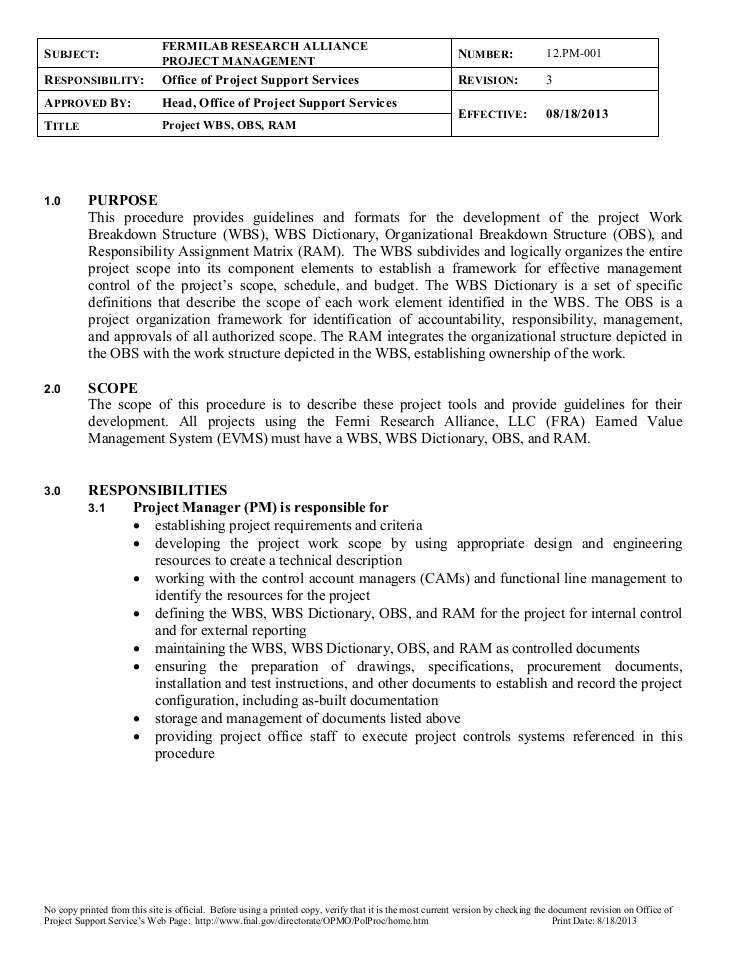 SUBJECT: FERMILAB RESEARCH ALLIANCE
PROJECT MANAGEMENT
NUMBER: 12.PM-001
RESPONSIBILITY: Office of Project Support Services
REVISION: 3
APPROVED BY: Head, Office of Project Support Services
EFFECTIVE: 08/18/2013
TITLE Project WBS, OBS, RAM
1.0 PURPOSE
This procedure provides guidelines and formats for the development of the project Work
Breakdown Structure (WBS), WBS Dictionary, Organizational Breakdown Structure (OBS), and
Responsibility Assignment Matrix (RAM). The WBS subdivides and logically organizes the entire
project scope into its component elements to establish a framework for effective management
control of the project's scope, schedule, and budget. The WBS Dictionary is a set of specific
definitions that describe the scope of each work element identified in the WBS. The OBS is a
project organization framework for identification of accountability, responsibility, management,
and approvals of all authorized scope. The RAM integrates the organizational structure depicted in
the OBS with the work structure depicted in the WBS, establishing ownership of the work.
2.0 SCOPE
The scope of this procedure is to describe these project tools and provide guidelines for their
development. All projects using the Fermi Research Alliance, LLC (FRA) Earned Value
Management System (EVMS) must have a WBS, WBS Dictionary, OBS, and RAM.
3.0 RESPONSIBILITIES
3.1 Project Manager (PM) is responsible for
• establishing project requirements and criteria
• developing the project work scope by using appropriate design and engineering
resources to create a technical description
• working with the control account managers (CAMs) and functional line management to
identify the resources for the project
• defining the WBS, WBS Dictionary, OBS, and RAM for the project for internal control
and for external reporting
• maintaining the WBS, WBS Dictionary, OBS, and RAM as controlled documents
• ensuring the preparation of drawings, specifications, procurement documents,
installation and test instructions, and other documents to establish and record the project
configuration, including as-built documentation
• storage and management of documents listed above
• providing project office staff to execute project controls systems referenced in this
procedure
No copy printed from this site is official. Before using a printed copy, verify that it is the most current version by checking the document revision on Office of
Project Support Service's Web Page: http://www.fnal.gov/directorate/OPMO/PolProc/home.htm Print Date: 8/18/2013